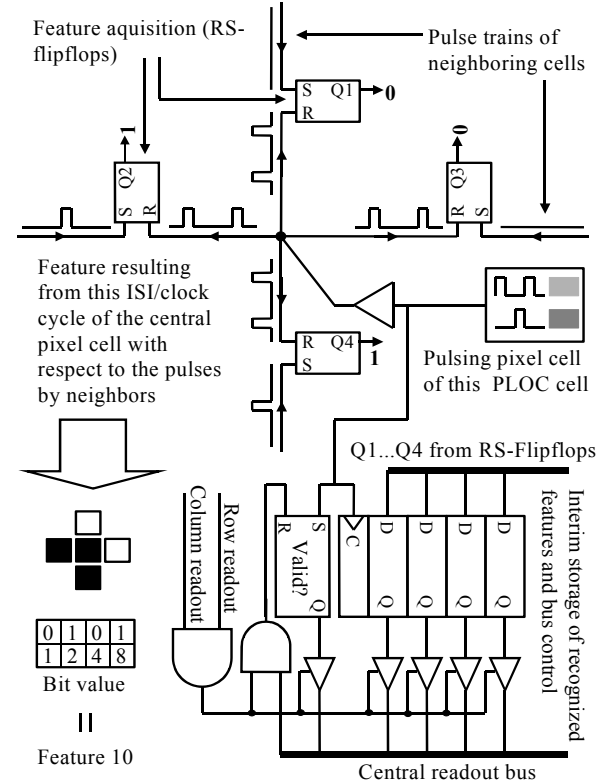 Feature aquisition (RS-
flipflops)
Pulse trains of
neighboring cells
S Q1 0
R
1
Q2
S R
0
Q3
R S
Feature resulting
from this ISI/clock
cycle of the central
pixel cell with
respect to the pulses
by neighbors
R Q4
S 1
Pulsing pixel cell
of this PLOC cell
Q1...Q4 from RS-Flipflops
Column readout
Row readout
R S
Valid?
Q
C
D D D D
Q Q Q Q
Interim storage of recognized
features and bus control
0 1 0 1
1 2 4 8
Bit value
=
Feature 10
Central readout bus